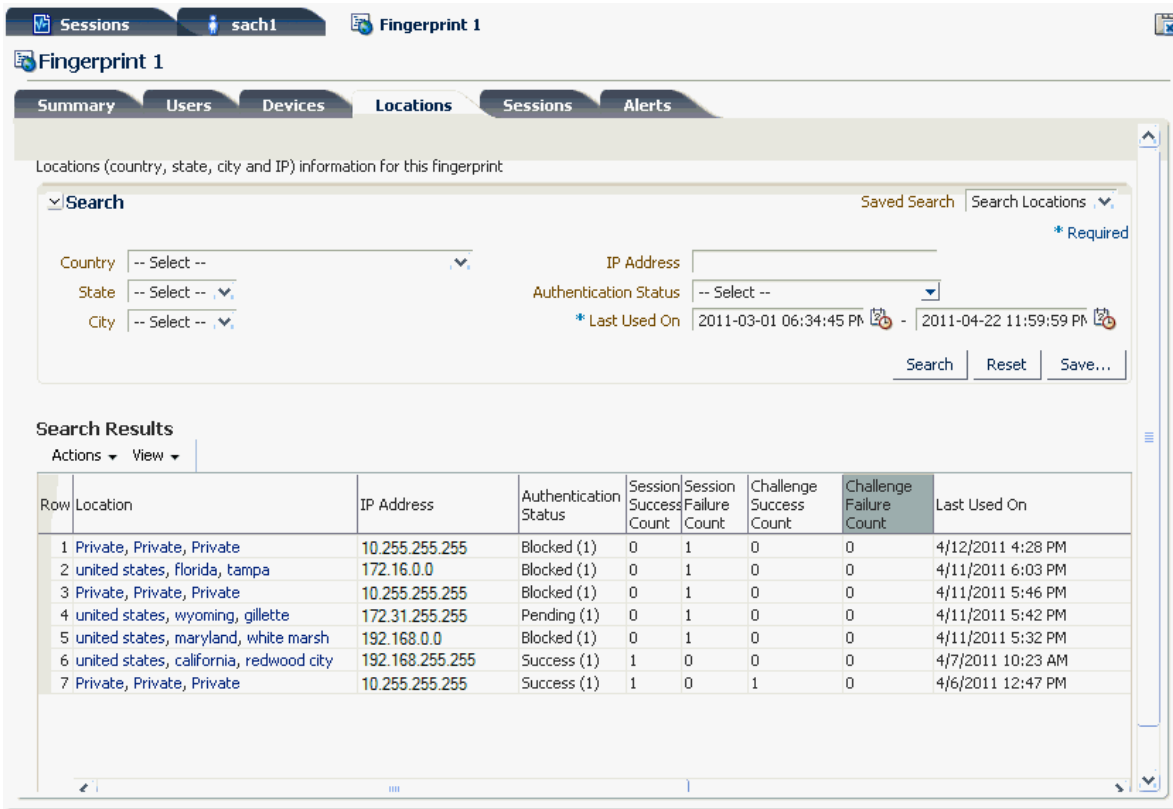 Sessions sach1 Fingerprint 1
Fingerprint 1
Summary Users Devices Locations Sessions Alerts
Locations (country, state, city and IP) information for this fingerprint
Search Saved Search Search Locations
* Required
Country -- Select -- IP Address
State -- Select -- Authentication Status -- Select --
City -- Select -- * Last Used On 2011-03-01 06:34:45 PM - 2011-04-22 11:59:59 PM
Search Reset Save...
Search Results
Actions View
Row Location IP Address Authentication Status Session Success Count Session Failure Count Challenge Success Count Challenge Failure Count Last Used On
1 Private, Private, Private 10.255.255.255 Blocked (1) 0 1 0 0 4/12/2011 4:28 PM
2 united states, florida, tampa 172.16.0.0 Blocked (1) 0 1 0 0 4/11/2011 6:03 PM
3 Private, Private, Private 10.255.255.255 Blocked (1) 0 1 0 0 4/11/2011 5:46 PM
4 united states, wyoming, gillette 172.31.255.255 Pending (1) 0 1 0 0 4/11/2011 5:42 PM
5 united states, maryland, white marsh 192.168.0.0 Blocked (1) 0 1 0 0 4/11/2011 5:32 PM
6 united states, california, redwood city 192.168.255.255 Success (1) 1 0 0 0 4/7/2011 10:23 AM
7 Private, Private, Private 10.255.255.255 Success (1) 1 0 1 0 4/6/2011 12:47 PM